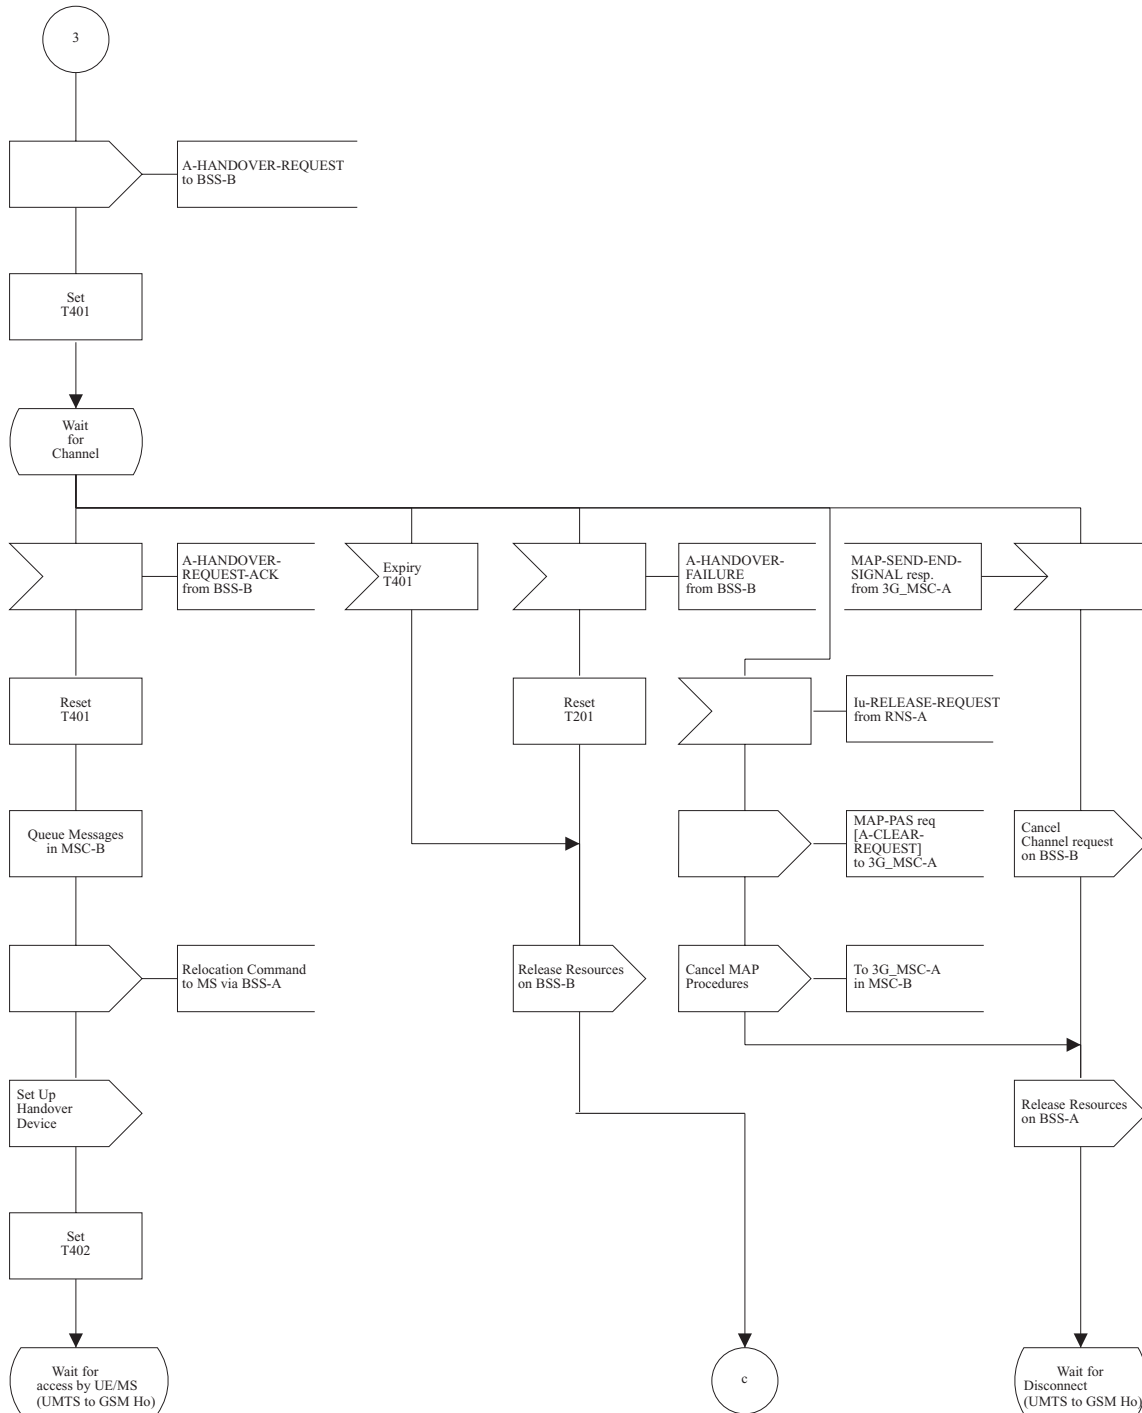 3
A-HANDOVER-REQUEST
to BSS-B
Set
T401
Wait
for
Channel
A-HANDOVER-
REQUEST-ACK
from BSS-B
Expiry
T401
A-HANDOVER-
FAILURE
from BSS-B
MAP-SEND-END-
SIGNAL resp.
from 3G_MSC-A
Reset
T401
Reset
T201
Iu-RELEASE-REQUEST
from RNS-A
Queue Messages
in MSC-B
MAP-PAS req
[A-CLEAR-
REQUEST]
to 3G_MSC-A
Cancel
Channel request
on BSS-B
Relocation Command
to MS via BSS-A
Release Resources
on BSS-B
Cancel MAP
Procedures
To 3G_MSC-A
in MSC-B
Set Up
Handover
Device
Release Resources
on BSS-A
Set
T402
Wait for
access by UE/MS
(UMTS to GSM Ho)
c
Wait for
Disconnect
(UMTS to GSM Ho)